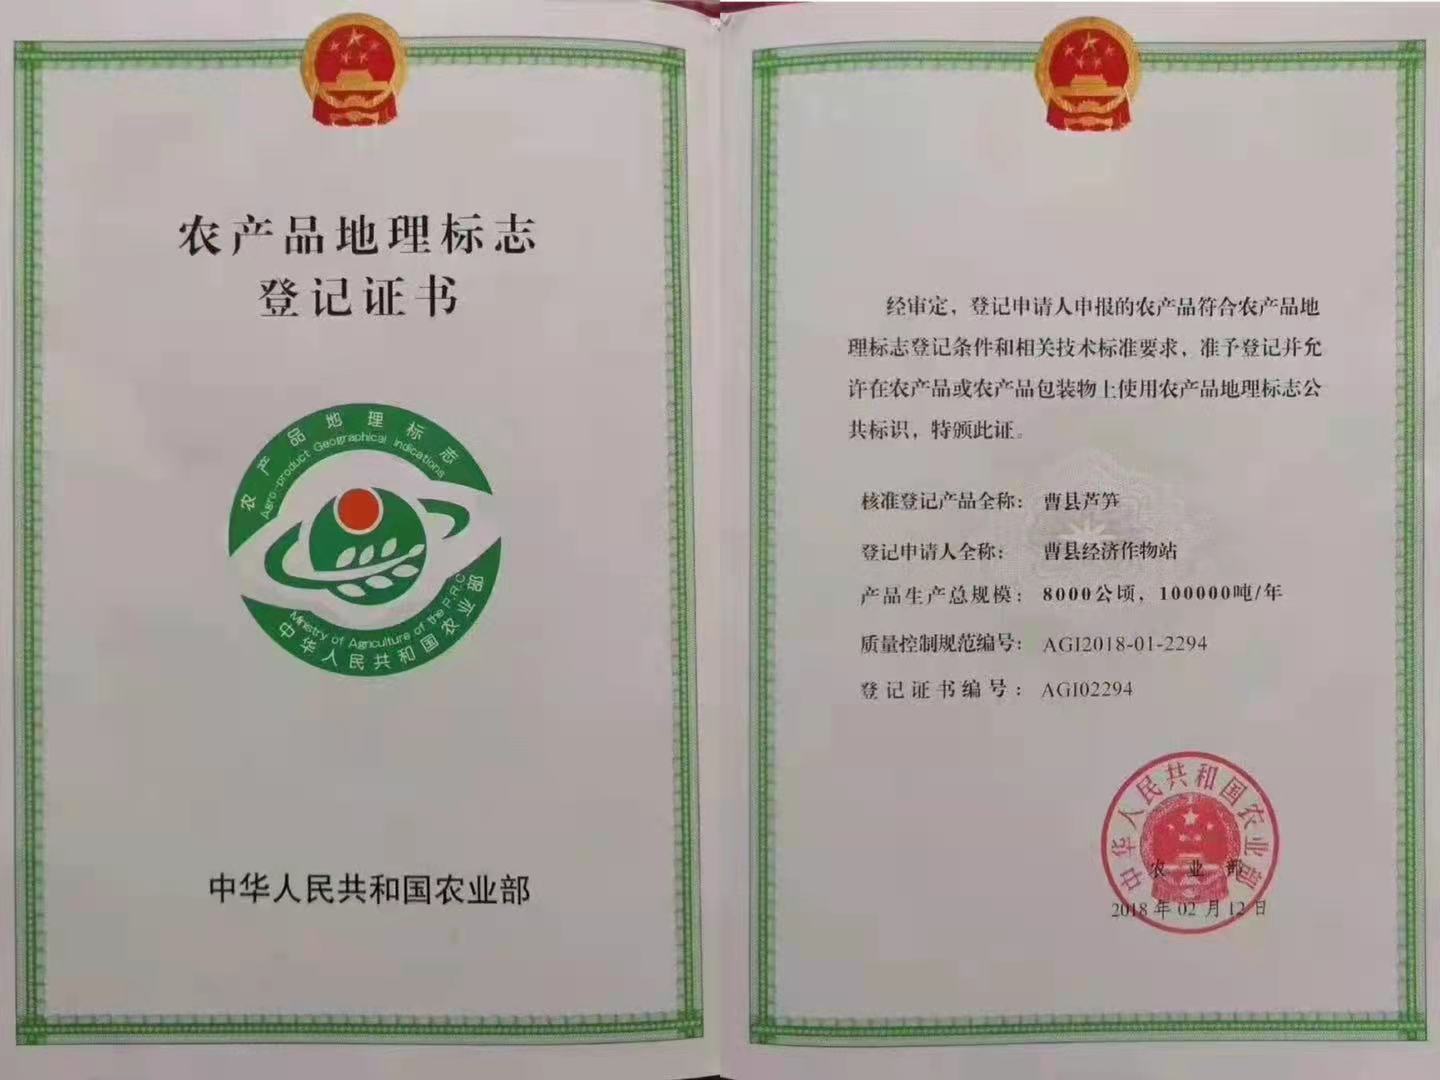 农产品地理标志
登记证书
农产品地理标志
Agro-product Geographical Indications
Ministry of Agriculture of the P.R.C
中华人民共和国农业部
中华人民共和国农业部
经审定，登记申请人申报的农产品符合农产品地
理标志登记条件和相关技术标准要求，准予登记并允
许在农产品或农产品包装物上使用农产品地理标志公
共标识，特颁此证。
核准登记产品全称：曹县芦笋
登记申请人全称：曹县经济作物站
产品生产总规模：8000公顷，100000吨/年
质量控制规范编号：AGI2018-01-2294
登记证书编号：AGI02294
中华人民共和国农业部
农业部
2018年02月12日